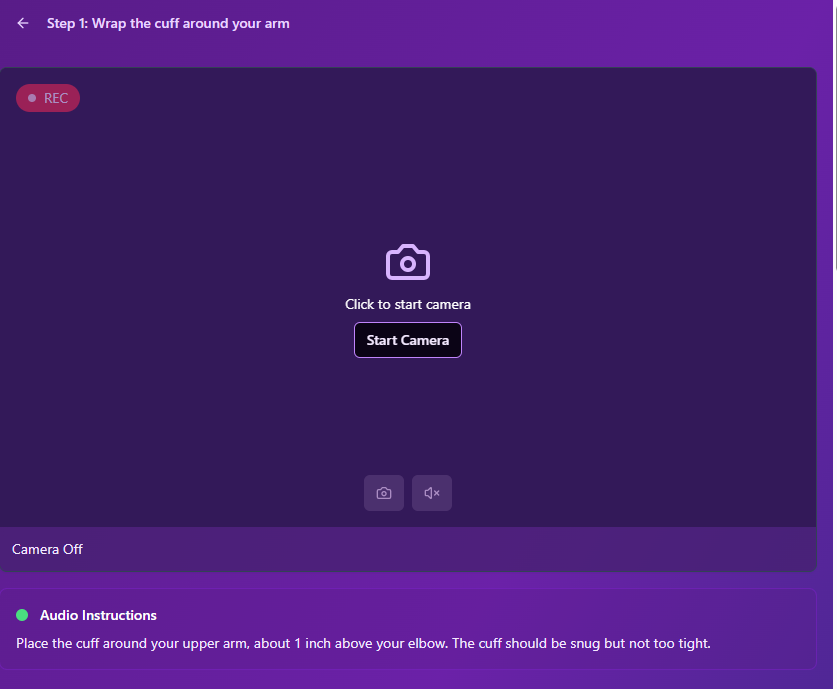 Step 1: Wrap the cuff around your arm
REC
Click to start camera
Start Camera
Camera Off
Audio Instructions
Place the cuff around your upper arm, about 1 inch above your elbow. The cuff should be snug but not too tight.